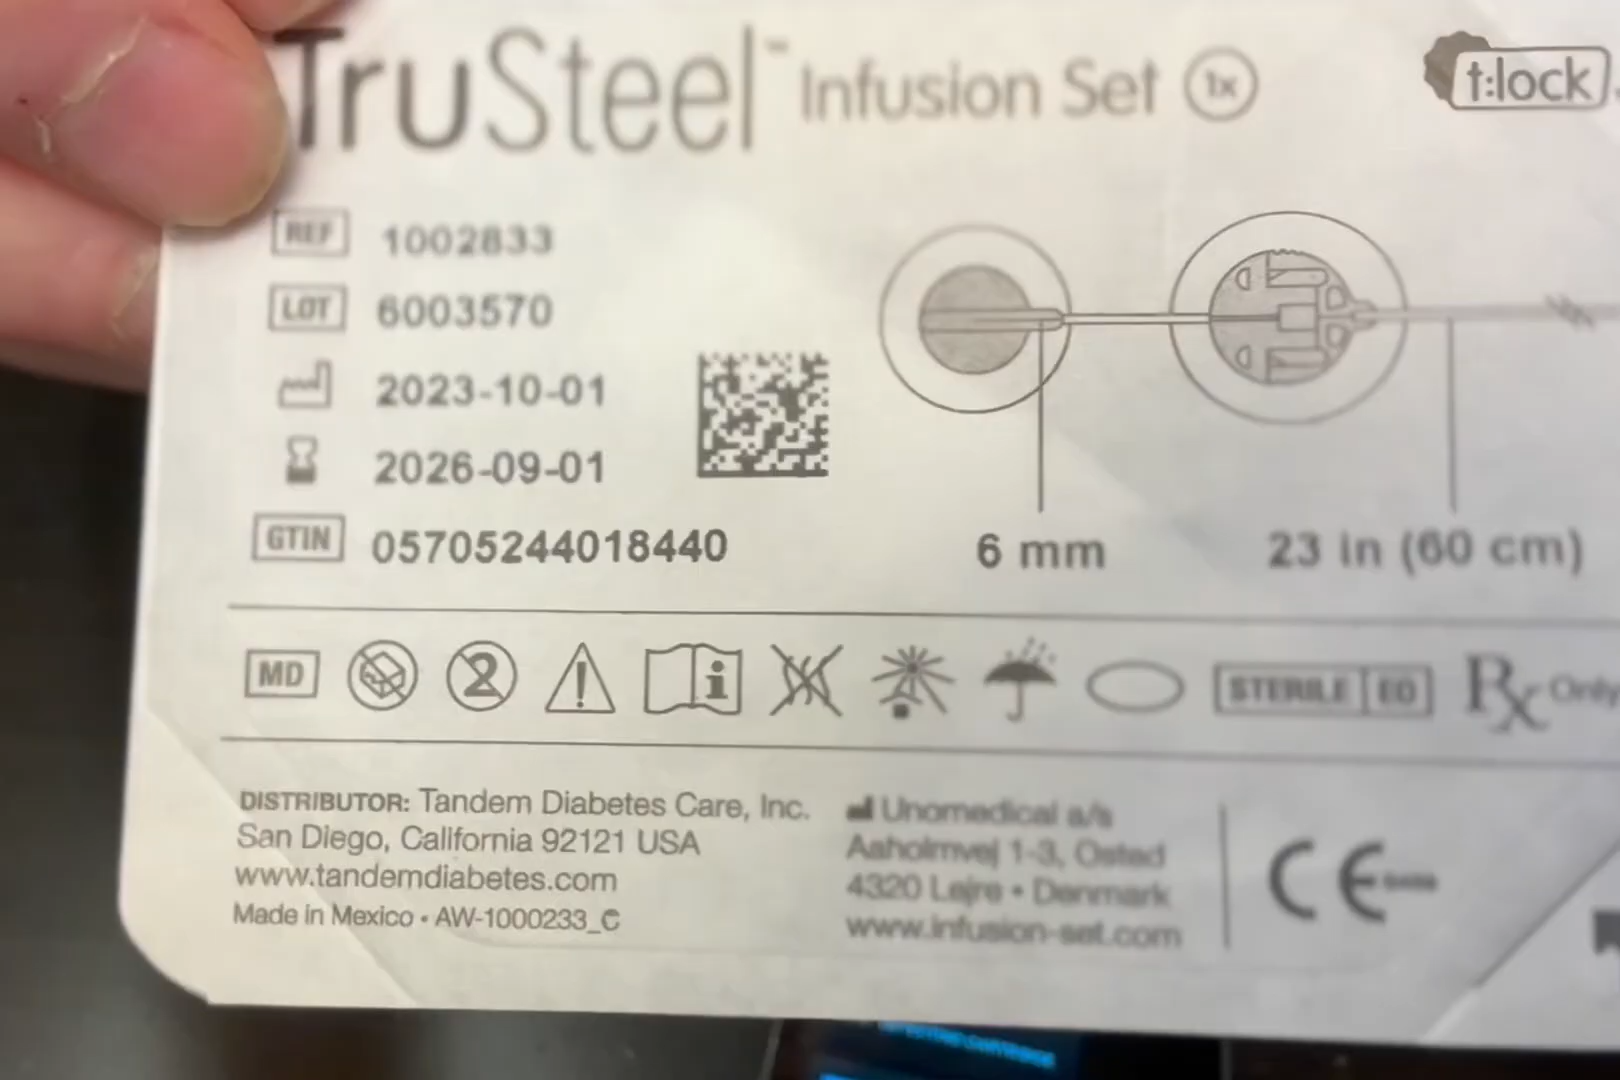 TruSteel™ Infusion Set 1x
t:lock
REF 1002833
LOT 6003570
2023-10-01
2026-09-01
GTIN 05705244018440
6 mm
23 in (60 cm)
MD
2
STERILE EO
Rx Only
DISTRIBUTOR: Tandem Diabetes Care, Inc.
San Diego, California 92121 USA
www.tandemdiabetes.com
Made in Mexico • AW-1000233_C
Unomedical a/s
Aaholmvej 1-3, Osted
4320 Lejre • Denmark
www.infusion-set.com
CE